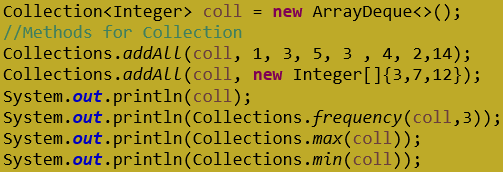 Collection<Integer> coll = new ArrayDeque<>();
//Methods for Collection
Collections.addAll(coll, 1, 3, 5, 3 , 4, 2,14);
Collections.addAll(coll, new Integer[]{3,7,12});
System.out.println(coll);
System.out.println(Collections.frequency(coll,3));
System.out.println(Collections.max(coll));
System.out.println(Collections.min(coll));